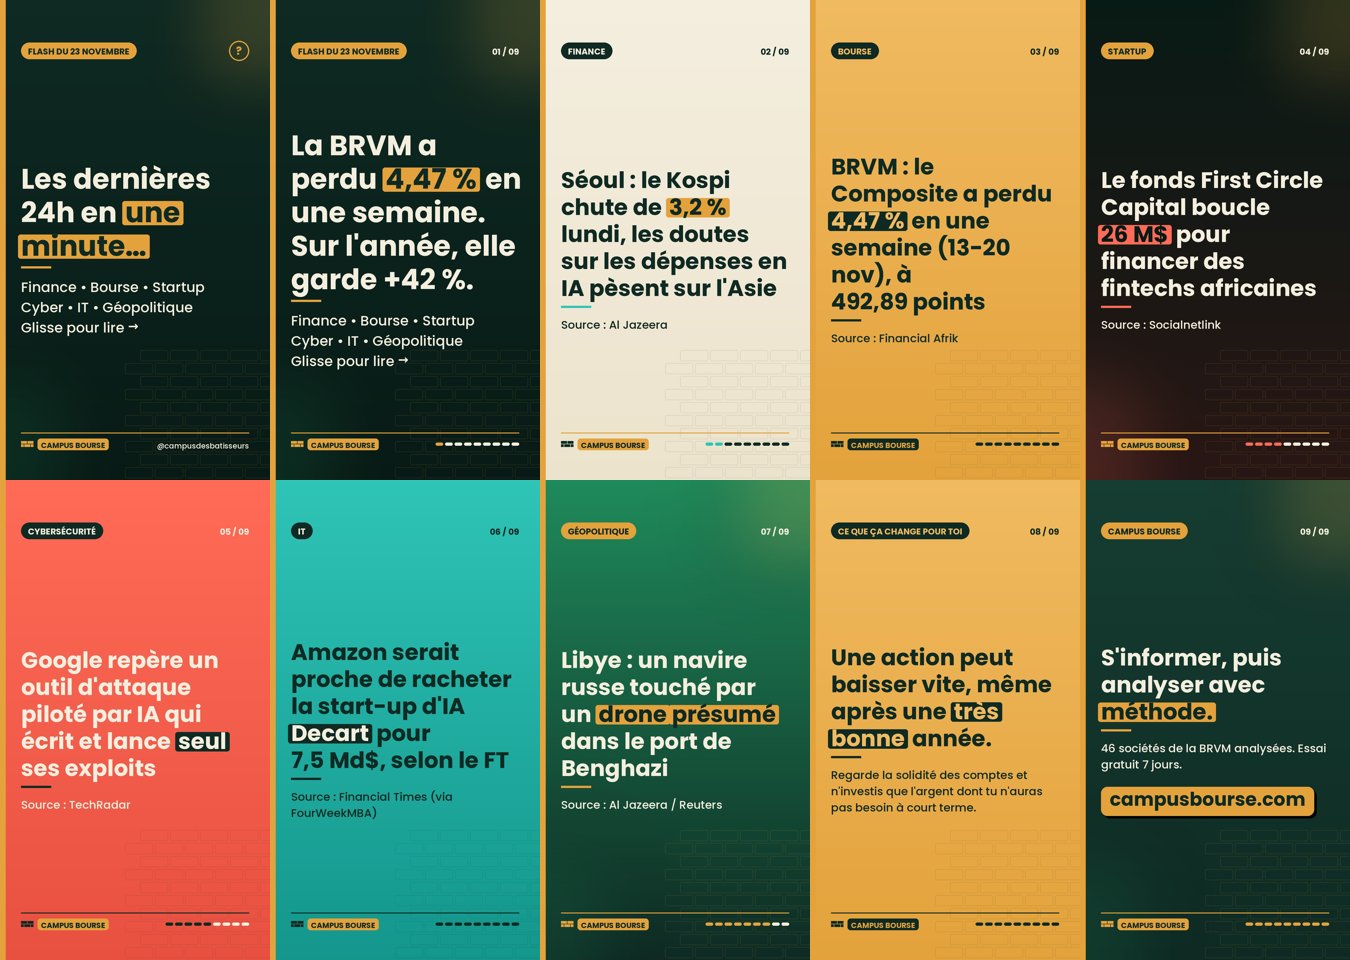 FLASH DU 23 NOVEMBRE
?
Les dernières
24h en une
minute...
Finance • Bourse • Startup
Cyber • IT • Géopolitique
Glisse pour lire →
CAMPUS BOURSE
@campusdesbatisseurs
FLASH DU 23 NOVEMBRE
01 / 09
La BRVM a
perdu 4,47 % en
une semaine.
Sur l'année, elle
garde +42 %.
Finance • Bourse • Startup
Cyber • IT • Géopolitique
Glisse pour lire →
CAMPUS BOURSE
FINANCE
02 / 09
Séoul : le Kospi
chute de 3,2 %
lundi, les doutes
sur les dépenses en
IA pèsent sur l'Asie
Source : Al Jazeera
CAMPUS BOURSE
BOURSE
03 / 09
BRVM : le
Composite a perdu
4,47 % en une
semaine (13-20
nov), à
492,89 points
Source : Financial Afrik
CAMPUS BOURSE
STARTUP
04 / 09
Le fonds First Circle
Capital boucle
26 M$ pour
financer des
fintechs africaines
Source : Socialnetlink
CAMPUS BOURSE
CYBERSÉCURITÉ
05 / 09
Google repère un
outil d'attaque
piloté par IA qui
écrit et lance seul
ses exploits
Source : TechRadar
CAMPUS BOURSE
IT
06 / 09
Amazon serait
proche de racheter
la start-up d'IA
Decart pour
7,5 Md$, selon le FT
Source : Financial Times (via
FourWeekMBA)
CAMPUS BOURSE
GÉOPOLITIQUE
07 / 09
Libye : un navire
russe touché par
un drone présumé
dans le port de
Benghazi
Source : Al Jazeera / Reuters
CAMPUS BOURSE
CE QUE ÇA CHANGE POUR TOI
08 / 09
Une action peut
baisser vite, même
après une très
bonne année.
Regarde la solidité des comptes et
n'investis que l'argent dont tu n'auras
pas besoin à court terme.
CAMPUS BOURSE
CAMPUS BOURSE
09 / 09
S'informer, puis
analyser avec
méthode.
46 sociétés de la BRVM analysées. Essai
gratuit 7 jours.
campusbourse.com
CAMPUS BOURSE